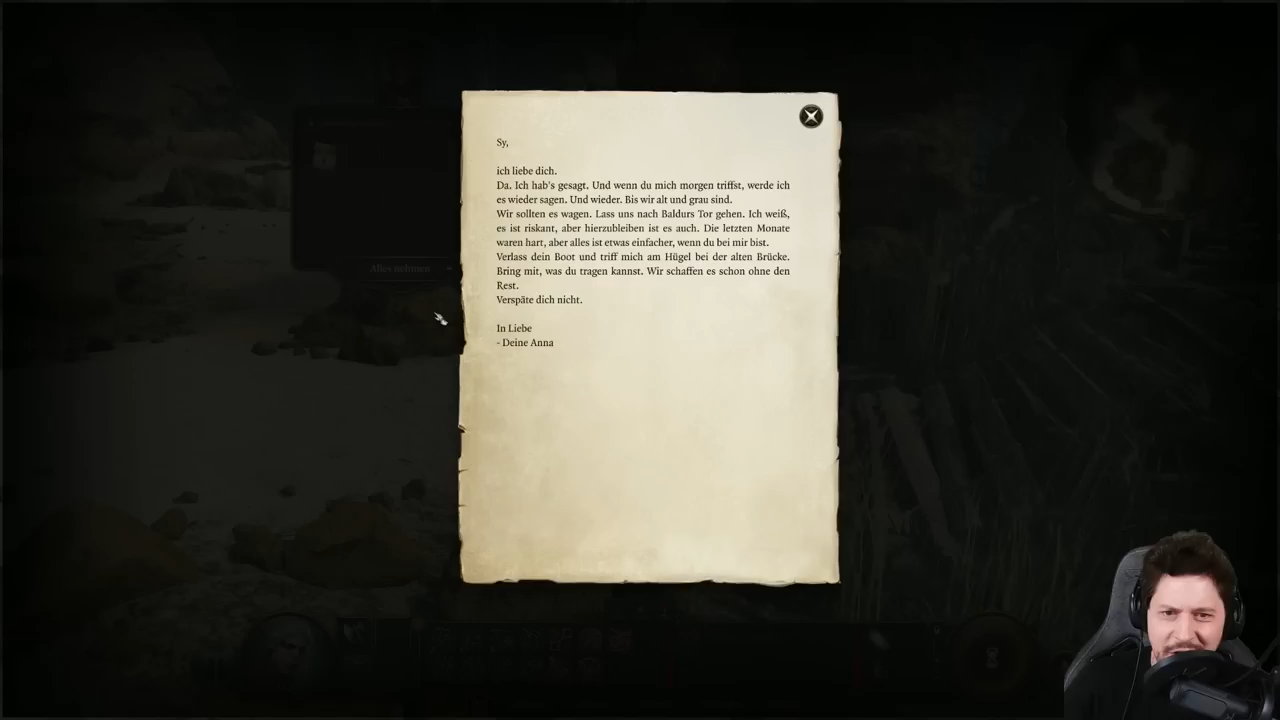 Sy,
ich liebe dich.
Da. Ich hab's gesagt. Und wenn du mich morgen triffst, werde ich
es wieder sagen. Und wieder. Bis wir alt und grau sind.
Wir sollten es wagen. Lass uns nach Baldurs Tor gehen. Ich weiß,
es ist riskant, aber hierzubleiben ist es auch. Die letzten Monate
waren hart, aber alles ist etwas einfacher, wenn du bei mir bist.
Verlass dein Boot und triff mich am Hügel bei der alten Brücke.
Bring mit, was du tragen kannst. Wir schaffen es schon ohne den
Rest.
Verspäte dich nicht.
In Liebe
- Deine Anna
Alles nehmen